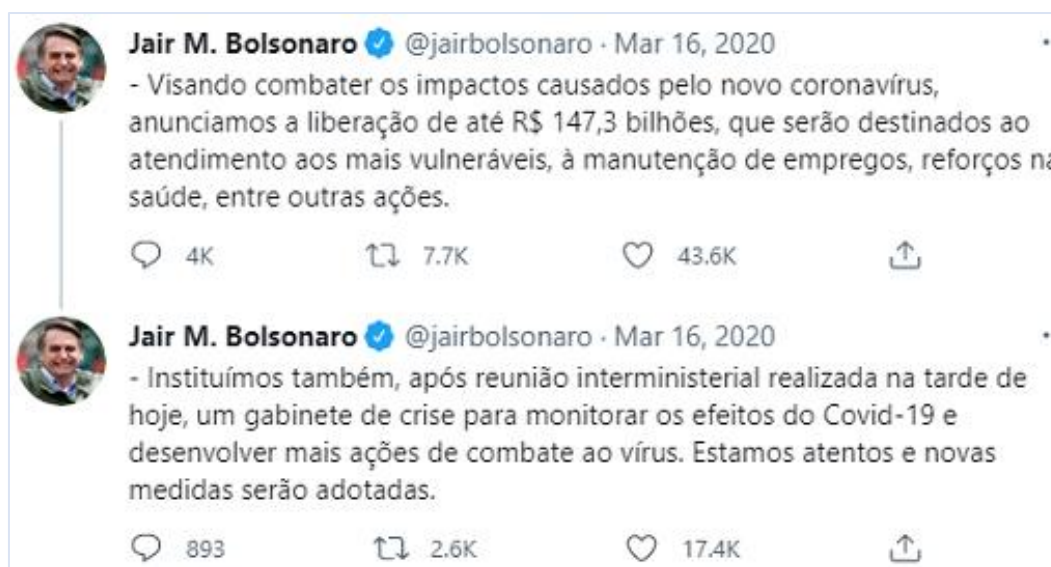 Jair M. Bolsonaro @jairbolsonaro · Mar 16, 2020
- Visando combater os impactos causados pelo novo coronavírus,
anunciamos a liberação de até R$ 147,3 bilhões, que serão destinados ao
atendimento aos mais vulneráveis, à manutenção de empregos, reforços na
saúde, entre outras ações.
4K 7.7K 43.6K
Jair M. Bolsonaro @jairbolsonaro · Mar 16, 2020
- Instituímos também, após reunião interministerial realizada na tarde de
hoje, um gabinete de crise para monitorar os efeitos do Covid-19 e
desenvolver mais ações de combate ao vírus. Estamos atentos e novas
medidas serão adotadas.
893 2.6K 17.4K